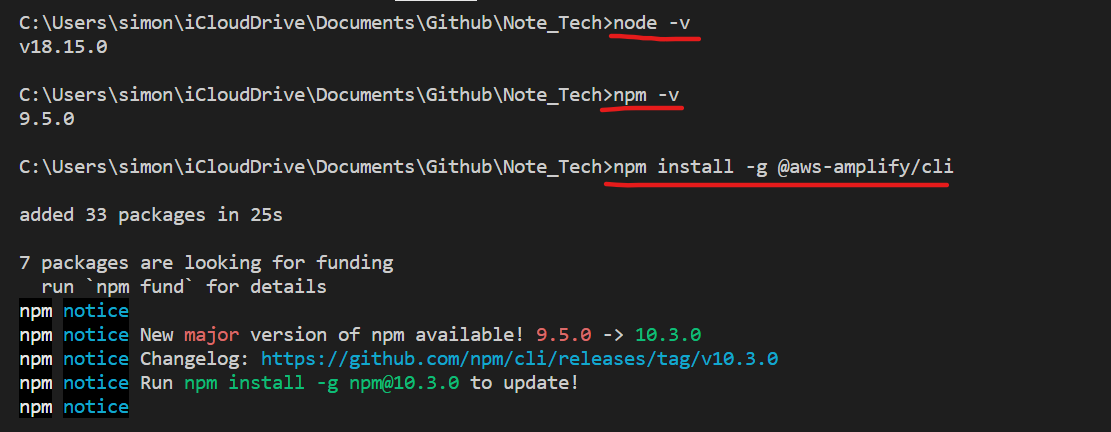 C:\Users\simon\iCloudDrive\Documents\Github\Note_Tech>node -v
v18.15.0
C:\Users\simon\iCloudDrive\Documents\Github\Note_Tech>npm -v
9.5.0
C:\Users\simon\iCloudDrive\Documents\Github\Note_Tech>npm install -g @aws-amplify/cli
added 33 packages in 25s
7 packages are looking for funding
  run `npm fund` for details
npm notice
npm notice New major version of npm available! 9.5.0 -> 10.3.0
npm notice Changelog: https://github.com/npm/cli/releases/tag/v10.3.0
npm notice Run npm install -g npm@10.3.0 to update!
npm notice